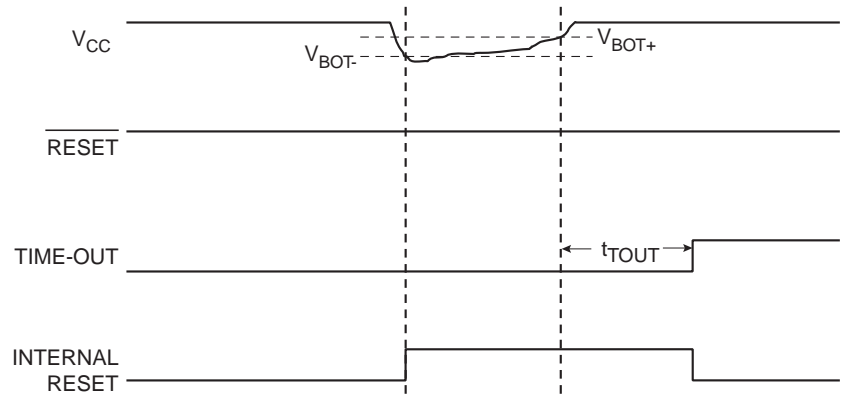 VCC
VBOT-
VBOT+
RESET
TIME-OUT
tTOUT
INTERNAL
RESET